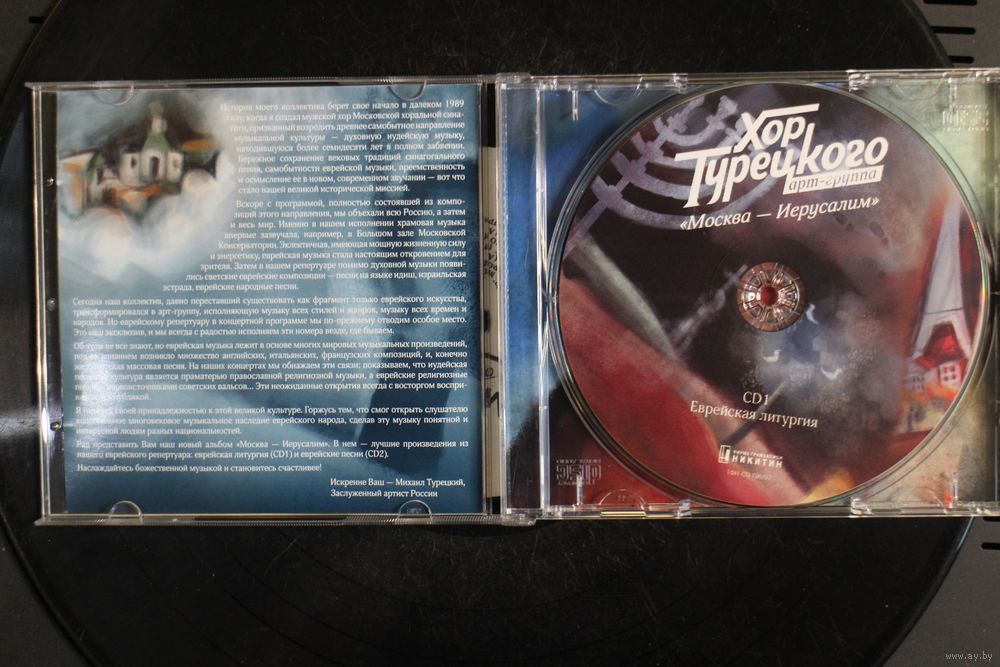 История моего коллектива берет свое начало в далеком 1989
году, когда я создал мужской хор Московской хоральной сина-
гоги, призванный возродить древнее самобытное направление
музыкальной культуры — духовную иудейскую музыку,
находившуюся более семидесяти лет в полном забвении.
Бережное сохранение вековых традиций синагогального
пения, самобытности еврейской музыки, преемственность
и осмысление ее в новом, современном звучании — вот что
стало нашей великой исторической миссией.
Вскоре с программой, полностью состоявшей из компо-
зиций этого направления, мы объехали всю Россию, а затем
и весь мир. Именно в нашем исполнении храмовая музыка
впервые зазвучала, например, в Большом зале Московской
Консерватории. Эклектичная, имеющая мощную жизненную силу
и энергетику, еврейская музыка стала настоящим откровением для
зрителя. Затем в нашем репертуаре помимо духовной музыки появи-
лись светские еврейские композиции — песни на языке идиш, израильская
эстрада, еврейские народные песни.
Сегодня наш коллектив, давно переставший существовать как фрагмент только еврейского искусства,
трансформировался в арт-группу, исполняющую музыку всех стилей и жанров, музыку всех времен и
народов. Но еврейскому репертуару в концертной программе мы по-прежнему отводим особое место.
Это наш эксклюзив, и мы всегда с радостью исполняем эти номера везде, где бываем.
Об этом не все знают, но еврейская музыка лежит в основе многих мировых музыкальных произведений,
под ее влиянием возникло множество английских, итальянских, французских композиций, и, конечно
же, массовая песня. На наших концертах мы обнажаем эти связи: показываем, что иудейская
культура является праматерью православной религиозной музыки, а еврейские религиозные
первоисточниками советских вальсов... Эти неожиданные открытия всегда с восторгом воспри-
публикой.
Я горжусь своей принадлежностью к этой великой культуре. Горжусь тем, что смог открыть слушателю
многовековое музыкальное наследие еврейского народа, сделав эту музыку понятной и
интересной людям разных национальностей.
Рад представить Вам наш новый альбом «Москва — Иерусалим». В нем — лучшие произведения из
нашего еврейского репертуара: еврейская литургия (CD1) и еврейские песни (CD2).
Наслаждайтесь божественной музыкой и становитесь счастливее!
Искренне Ваш — Михаил Турецкий,
Заслуженный артист России
Хор
Турецкого
арт-группа
«Москва — Иерусалим»
CD1
Еврейская литургия
НИКИТИН
www.ay.by